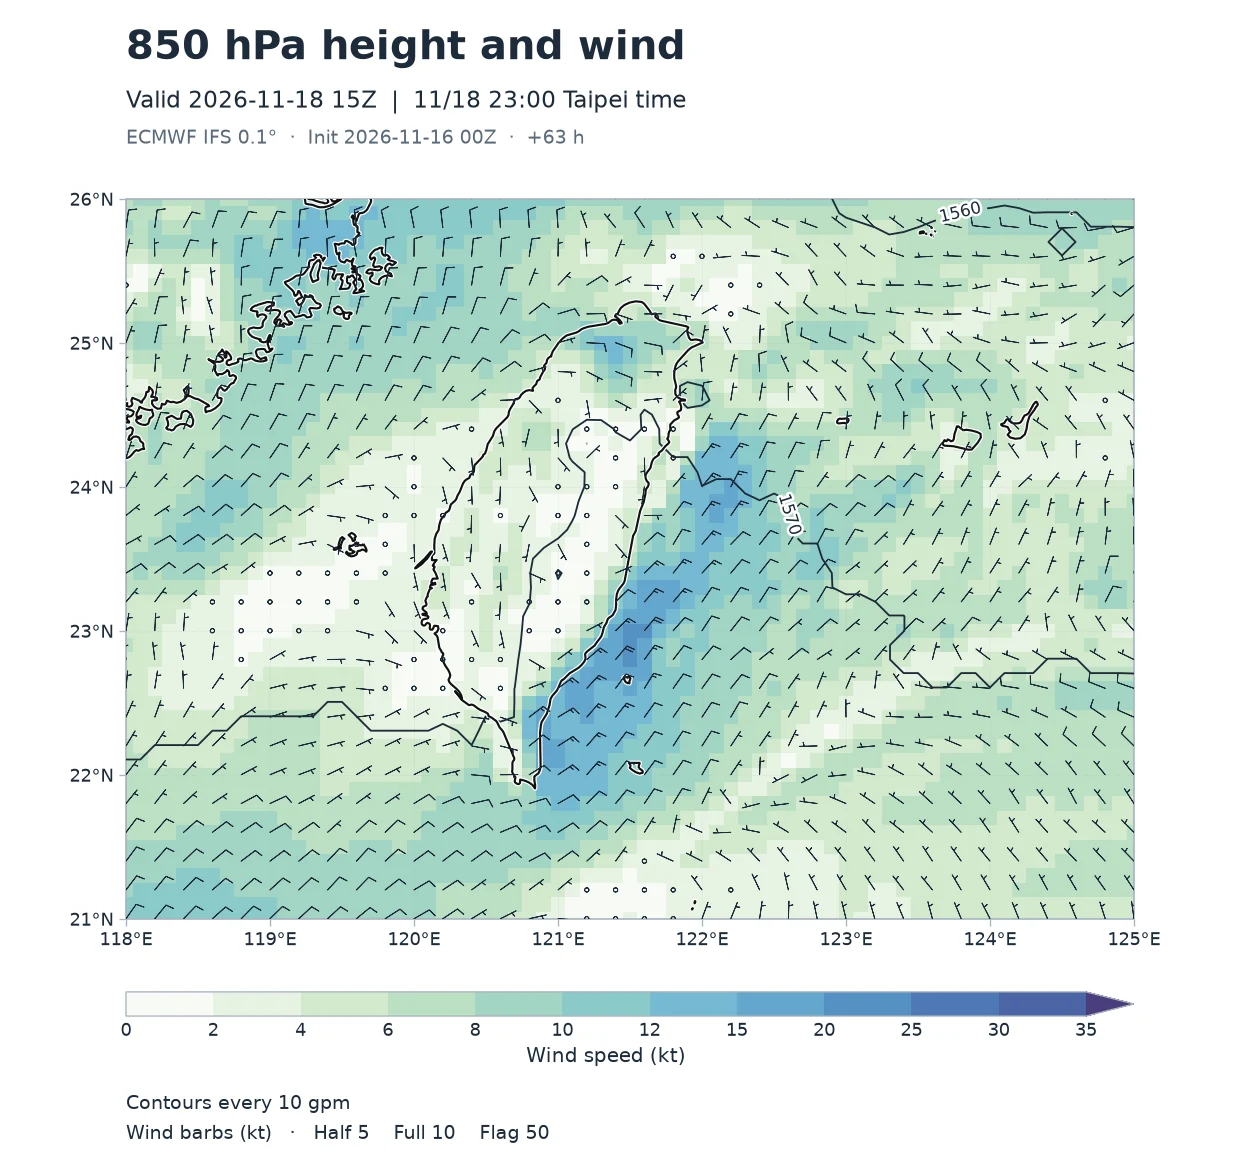 850 hPa height and wind
Valid 2026-11-18 15Z | 11/18 23:00 Taipei time
ECMWF IFS 0.1° · Init 2026-11-16 00Z · +63 h
26°N
1560
25°N
24°N
1570
23°N
22°N
21°N
118°E 119°E 120°E 121°E 122°E 123°E 124°E 125°E
0 2 4 6 8 10 12 15 20 25 30 35
Wind speed (kt)
Contours every 10 gpm
Wind barbs (kt) · Half 5 Full 10 Flag 50